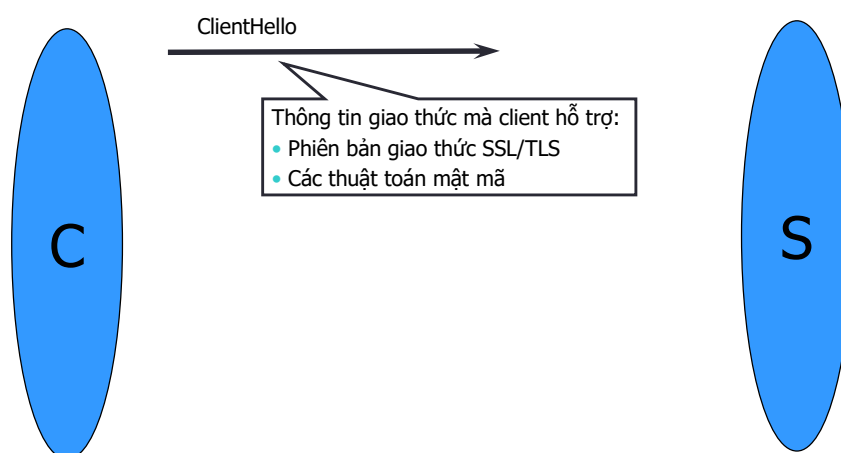 ClientHello
Thông tin giao thức mà client hỗ trợ:
• Phiên bản giao thức SSL/TLS
• Các thuật toán mật mã
C
S